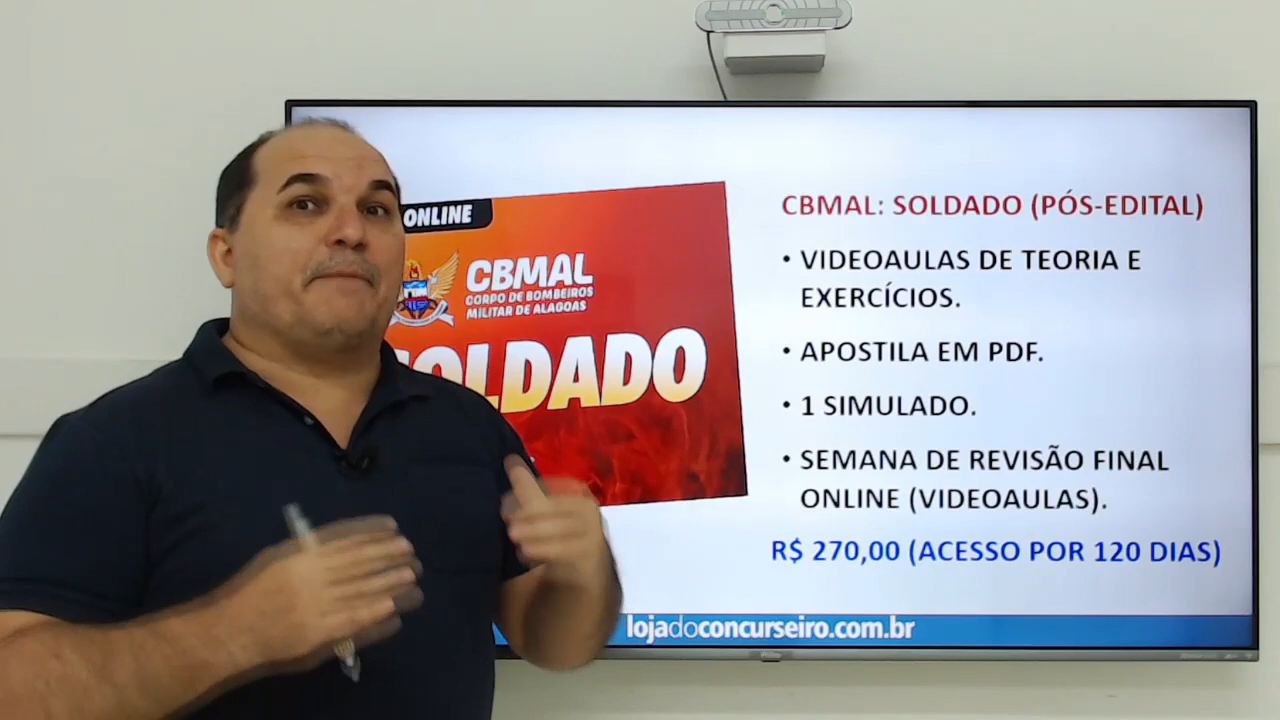 ONLINE
CBMAL
CORPO DE BOMBEIROS
MILITAR DE ALAGOAS
SOLDADO
CBMAL: SOLDADO (PÓS-EDITAL)
• VIDEOAULAS DE TEORIA E
EXERCÍCIOS.
• APOSTILA EM PDF.
• 1 SIMULADO.
• SEMANA DE REVISÃO FINAL
ONLINE (VIDEOAULAS).
R$ 270,00 (ACESSO POR 120 DIAS)
lojadoconcurseiro.com.br